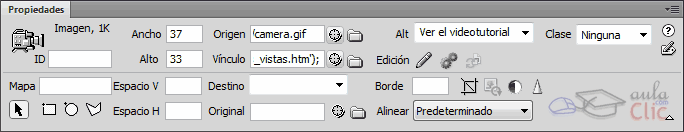 Propiedades
Imagen, 1K Ancho 37 Origen /camera.gif Alt Ver el videotutorial Clase Ninguna
ID Alto 33 Vínculo _vistas.htm'); Edición
Mapa Espacio V Destino Borde
Espacio H Original Alinear Predeterminado
aula
.com
Clic